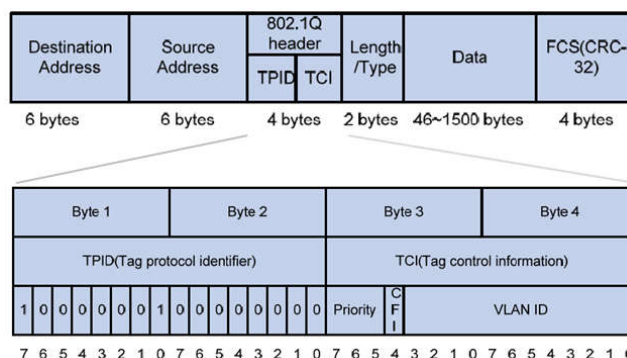 Destination Address
Source Address
802.1Q header
TPID TCI
Length /Type
Data
FCS(CRC-32)
6 bytes 6 bytes 4 bytes 2 bytes 46~1500 bytes 4 bytes
Byte 1 Byte 2 Byte 3 Byte 4
TPID(Tag protocol identifier) TCI(Tag control information)
1 0 0 0 0 0 0 1 0 0 0 0 0 0 0 0 Priority CFI VLAN ID
7 6 5 4 3 2 1 0 7 6 5 4 3 2 1 0 7 6 5 4 3 2 1 0 7 6 5 4 3 2 1 0